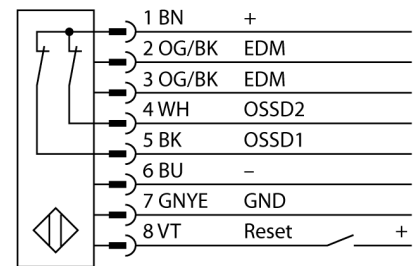 1 BN +
2 OG/BK EDM
3 OG/BK EDM
4 WH OSSD2
5 BK OSSD1
6 BU –
7 GNYE GND
8 VT Reset +